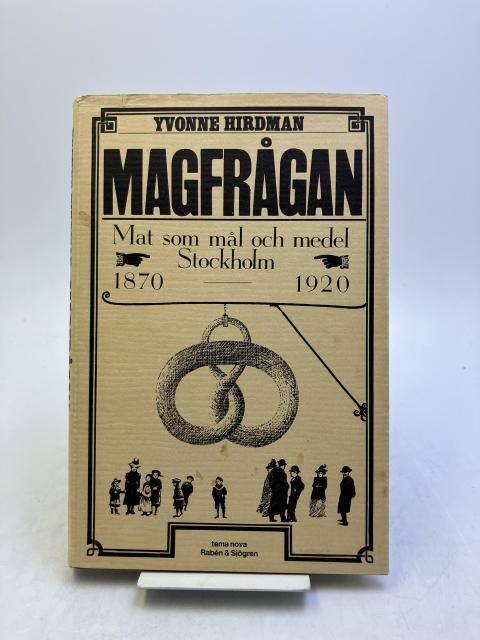 YVONNE HIRDMAN
MAGFRÅGAN
Mat som mål och medel
Stockholm
1870 — 1920
tema nova
Rabén & Sjögren